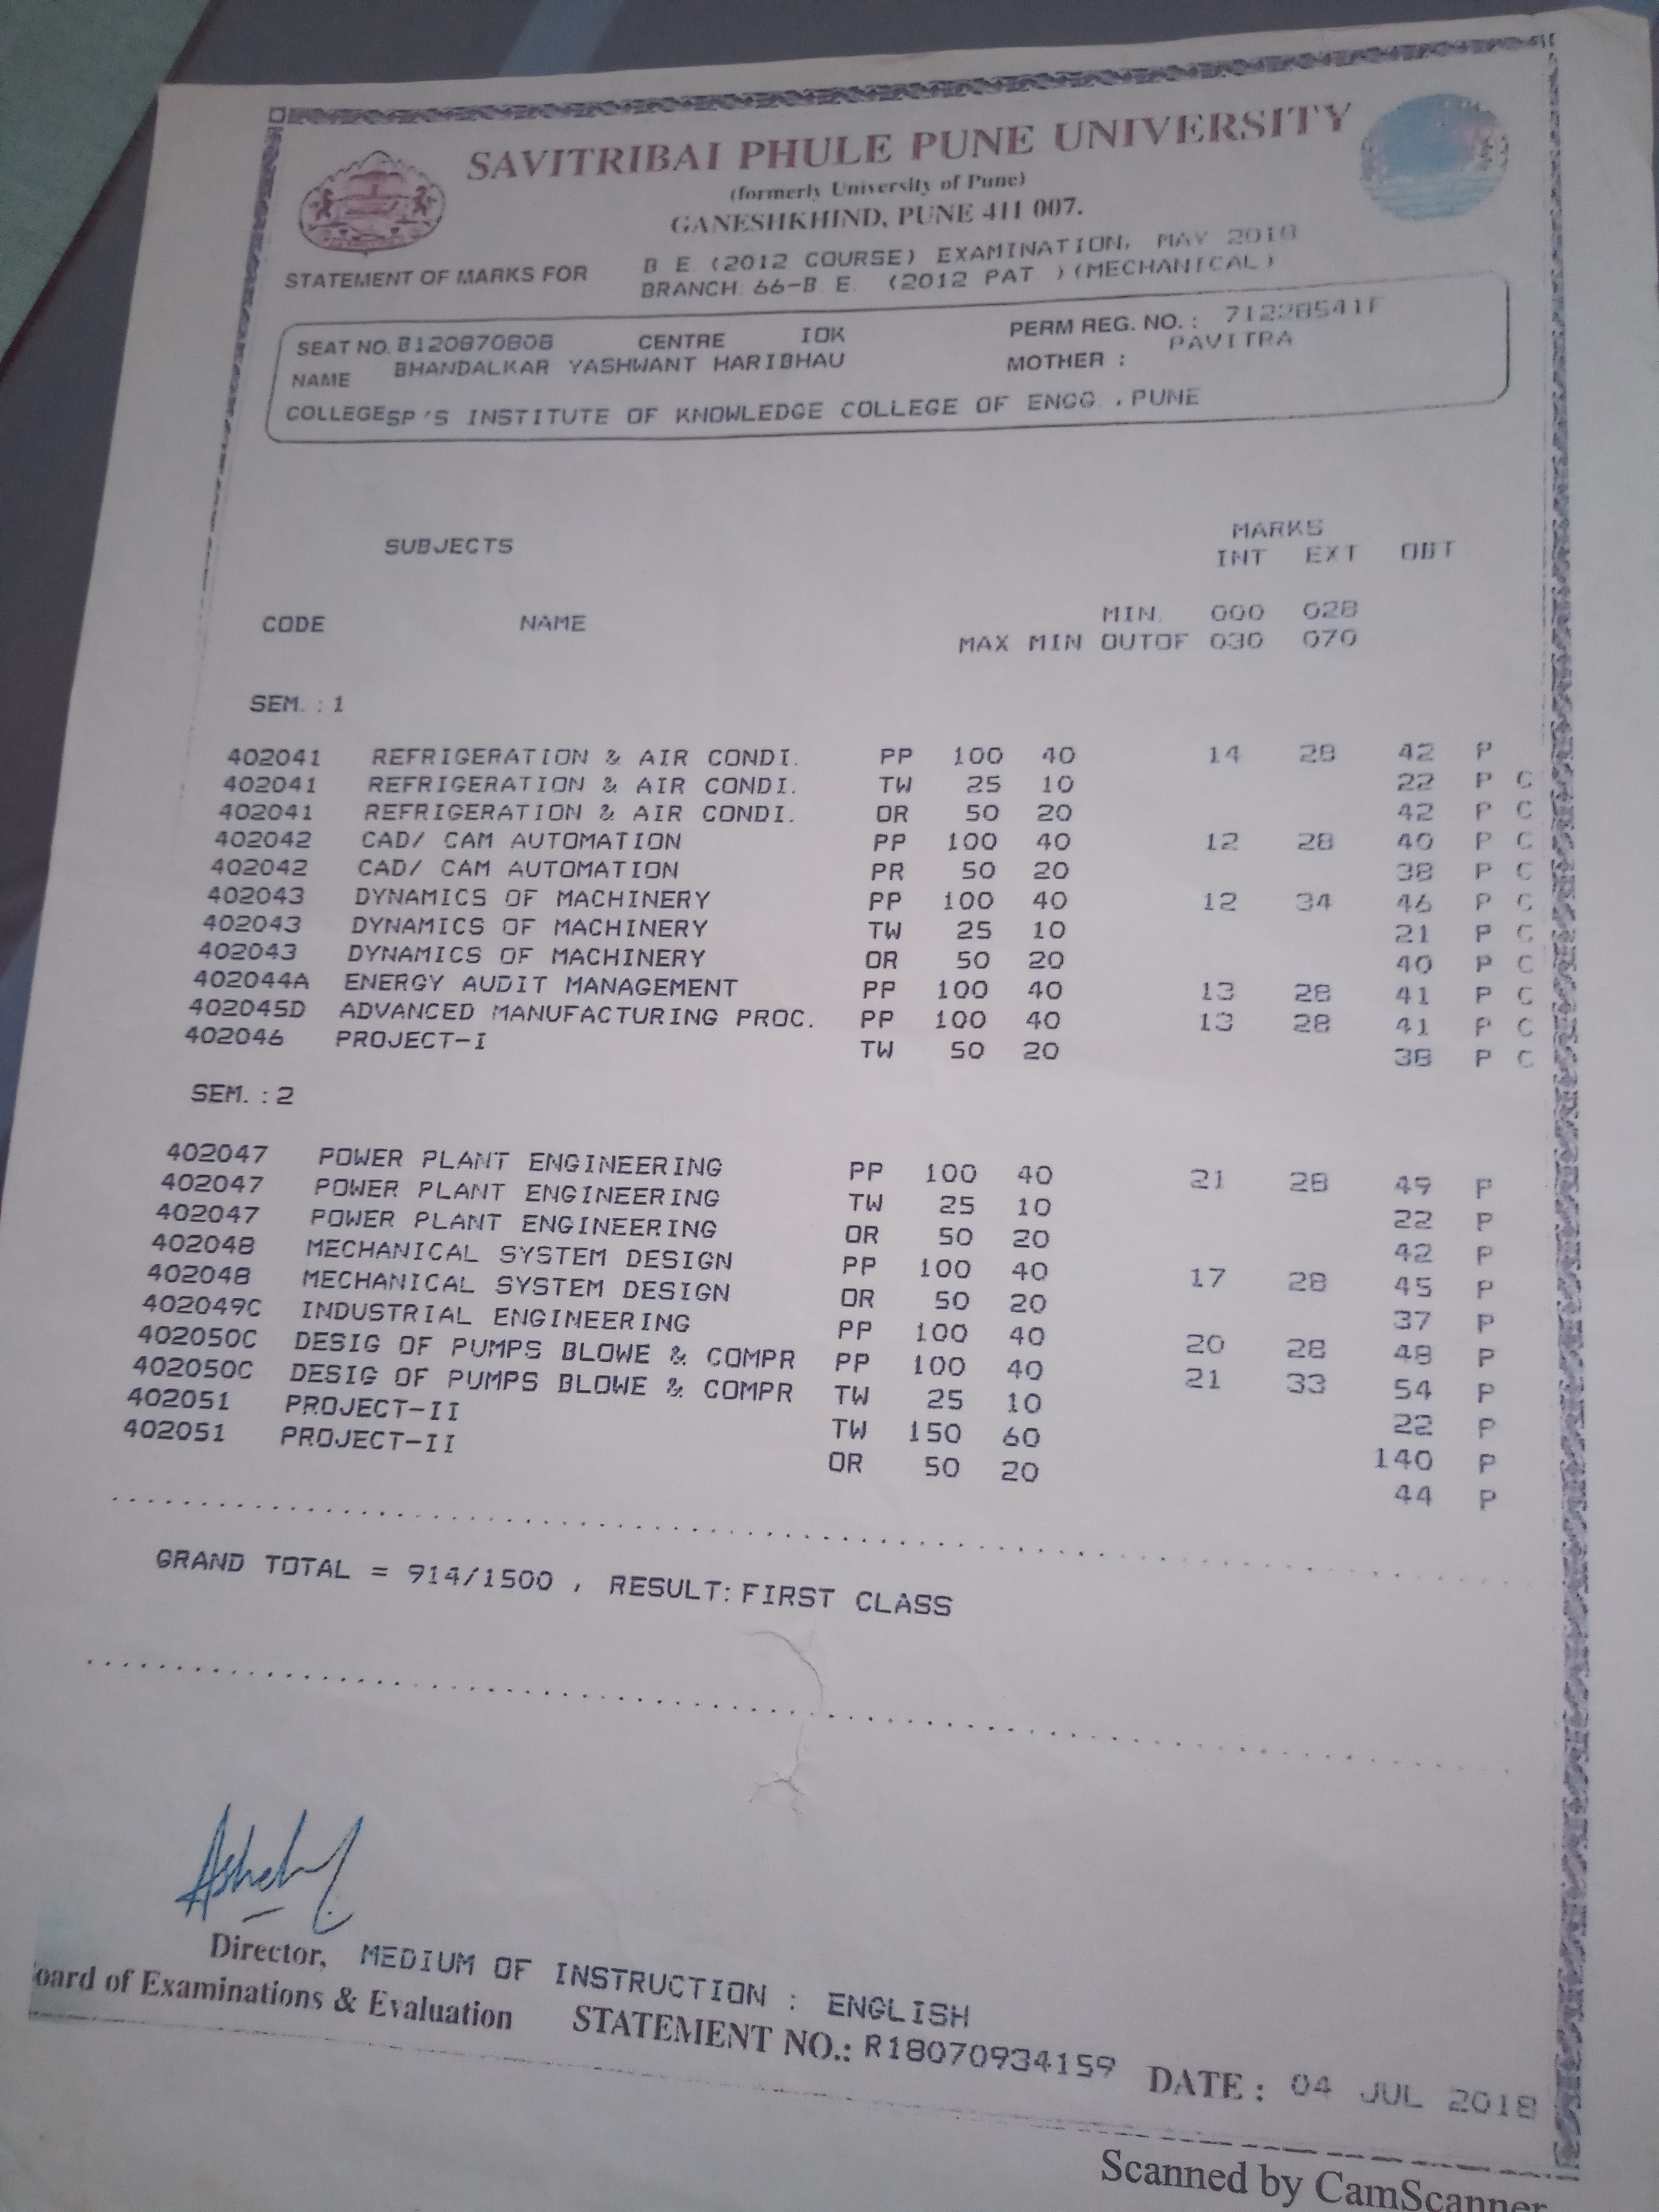 SAVITRIBAI PHULE PUNE UNIVERSITY
(formerly University of Pune)
GANESHKHIND, PUNE 411 007.
STATEMENT OF MARKS FOR B.E.(2012 COURSE) EXAMINATION, MAY 2018
BRANCH: 66-B.E. (2012 PAT.)(MECHANICAL)
SEAT NO. B120870808 CENTRE IOK PERM REG. NO. : 71228541F
NAME BHANDALKAR YASHWANT HARIBHAU MOTHER : PAVITRA
COLLEGE SP'S INSTITUTE OF KNOWLEDGE COLLEGE OF ENGG.,PUNE
SUBJECTS MARKS
INT EXT OBT
CODE NAME MIN. 000 028
MAX MIN OUTOF 030 070
SEM. : 1
402041 REFRIGERATION & AIR CONDI. PP 100 40 14 28 42 P
402041 REFRIGERATION & AIR CONDI. TW 25 10 22 P C
402041 REFRIGERATION & AIR CONDI. OR 50 20 42 P C
402042 CAD/ CAM AUTOMATION PP 100 40 12 28 40 P C
402042 CAD/ CAM AUTOMATION PR 50 20 38 P C
402043 DYNAMICS OF MACHINERY PP 100 40 12 34 46 P C
402043 DYNAMICS OF MACHINERY TW 25 10 21 P C
402043 DYNAMICS OF MACHINERY OR 50 20 40 P C
402044A ENERGY AUDIT MANAGEMENT PP 100 40 13 28 41 P C
402045D ADVANCED MANUFACTURING PROC. PP 100 40 13 28 41 P C
402046 PROJECT-I TW 50 20 38 P C
SEM. : 2
402047 POWER PLANT ENGINEERING PP 100 40 21 28 49 P
402047 POWER PLANT ENGINEERING TW 25 10 22 P
402047 POWER PLANT ENGINEERING OR 50 20 42 P
402048 MECHANICAL SYSTEM DESIGN PP 100 40 17 28 45 P
402048 MECHANICAL SYSTEM DESIGN OR 50 20 37 P
402049C INDUSTRIAL ENGINEERING PP 100 40 20 28 48 P
402050C DESIG OF PUMPS BLOWE & COMPR PP 100 40 21 33 54 P
402050C DESIG OF PUMPS BLOWE & COMPR TW 25 10 22 P
402051 PROJECT-II TW 150 60 140 P
402051 PROJECT-II OR 50 20 44 P
GRAND TOTAL = 914/1500 , RESULT: FIRST CLASS
Director, MEDIUM OF INSTRUCTION : ENGLISH
oard of Examinations & Evaluation STATEMENT NO.: R18070934159 DATE : 04 JUL 2018
Scanned by CamScanner